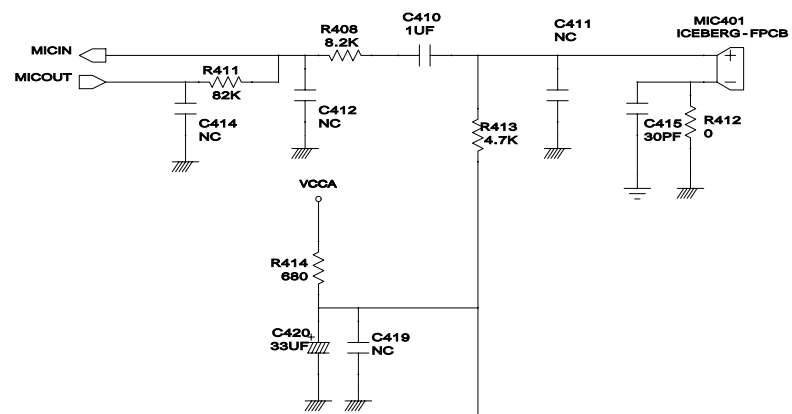 C410
1UF
C411
NC
MIC401
ICEBERG-FPCB
R408
8.2K
MICIN
MICOUT
R411
82K
C414
NC
C412
NC
R413
4.7K
C415
30PF
R412
0
+
-
VCCA
R414
680
C420
33UF
+
C419
NC